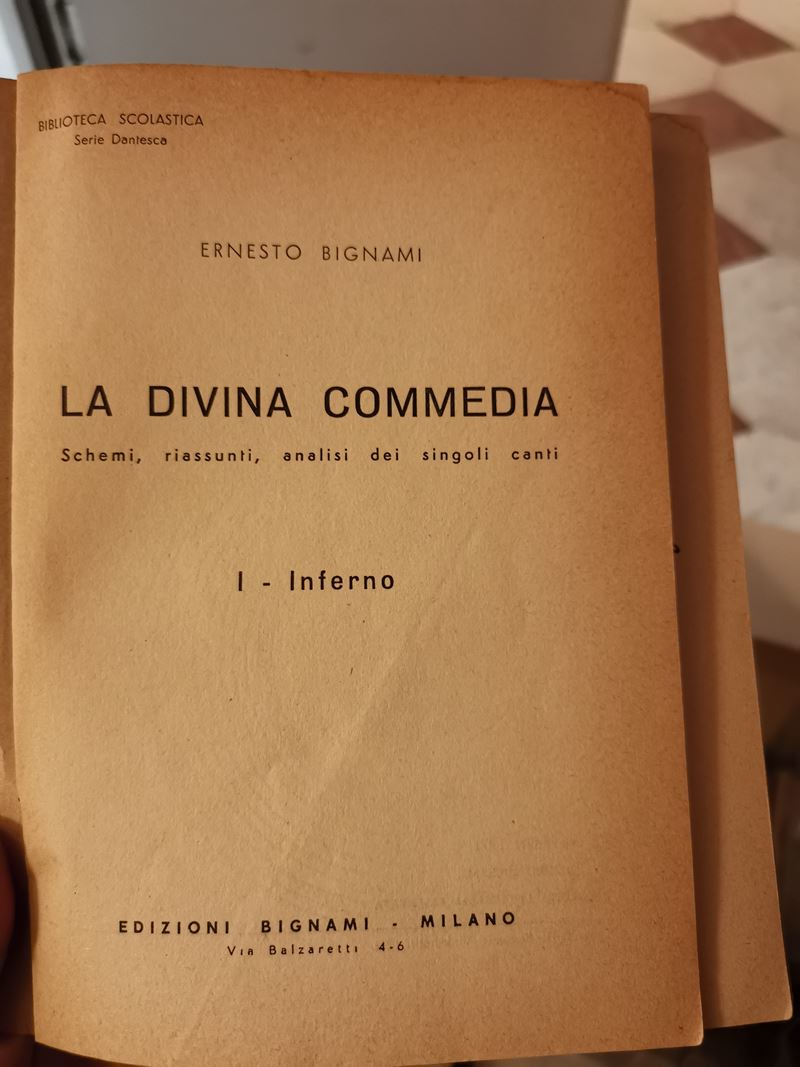 BIBLIOTECA SCOLASTICA
Serie Dantesca
ERNESTO BIGNAMI
LA DIVINA COMMEDIA
Schemi, riassunti, analisi dei singoli canti
I - Inferno
EDIZIONI BIGNAMI - MILANO
Via Balzaretti 4-6